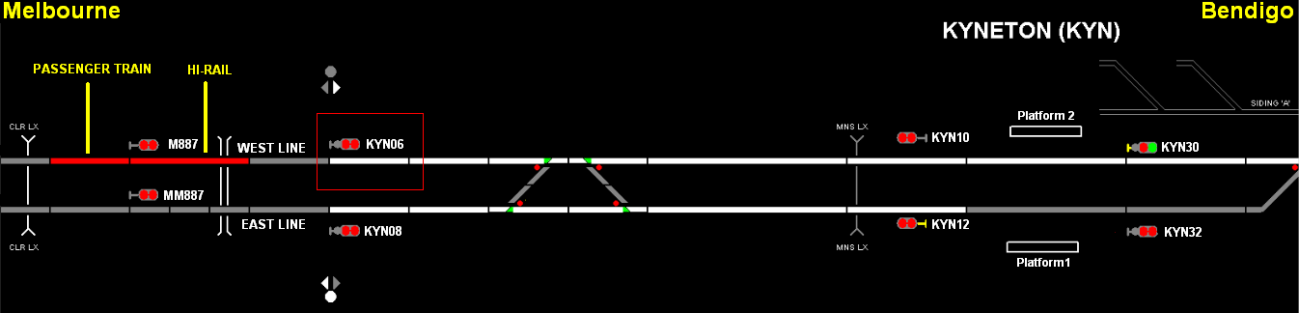 Melbourne
Bendigo
KYNETON (KYN)
PASSENGER TRAIN
HI-RAIL
SIDING 'A'
Platform 2
CLR LX
M887
WEST LINE
KYN06
MNS LX
KYN10
KYN30
MM887
EAST LINE
KYN08
KYN12
KYN32
CLR LX
MNS LX
Platform1